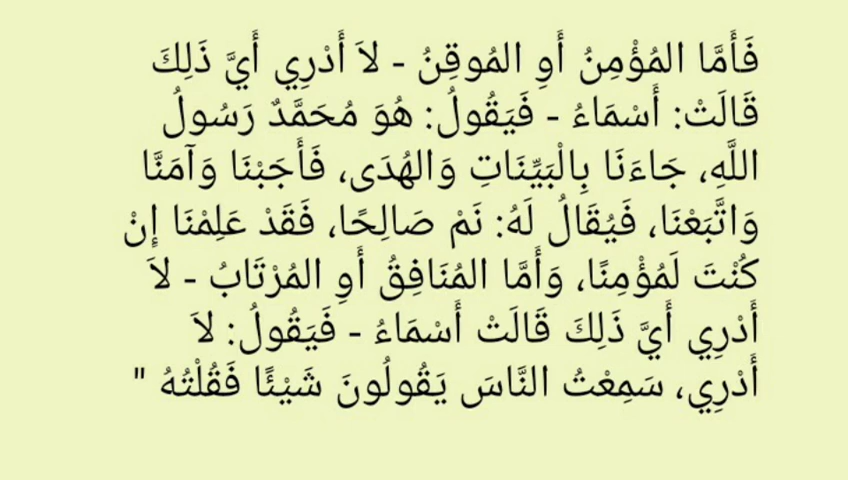 فَأَمَّا المُؤْمِنُ أَوِ المُوقِنُ - لاَ أَدْرِي أَيَّ ذَلِكَ
قَالَتْ: أَسْمَاءُ - فَيَقُولُ: هُوَ مُحَمَّدٌ رَسُولُ
اللَّهِ، جَاءَنَا بِالْبَيِّنَاتِ وَالهُدَى، فَأَجَبْنَا وَآمَنَّا
وَاتَّبَعْنَا، فَيُقَالُ لَهُ: نَمْ صَالِحًا، فَقَدْ عَلِمْنَا إِنْ
كُنْتَ لَمُؤْمِنًا، وَأَمَّا المُنَافِقُ أَوِ المُرْتَابُ - لاَ
أَدْرِي أَيَّ ذَلِكَ قَالَتْ أَسْمَاءُ - فَيَقُولُ: لاَ
أَدْرِي، سَمِعْتُ النَّاسَ يَقُولُونَ شَيْئًا فَقُلْتُهُ "